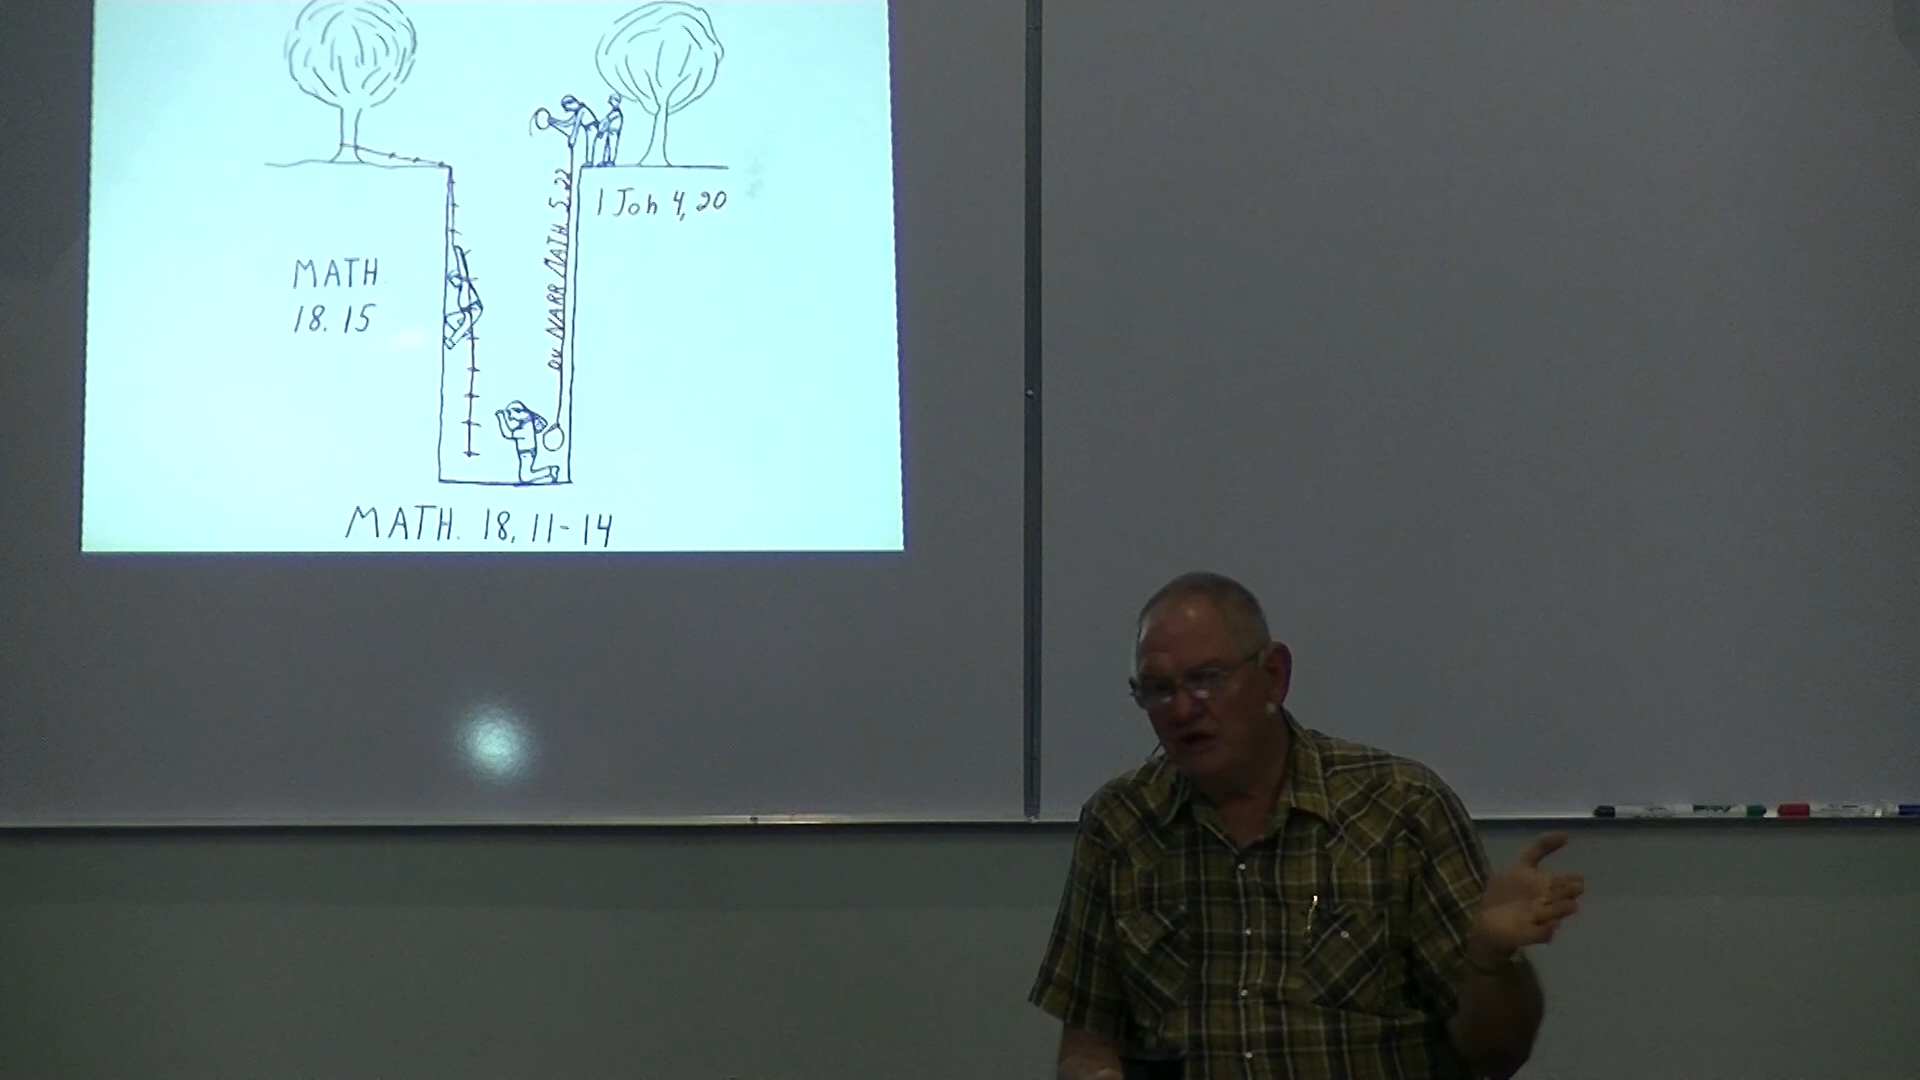 1 Joh 4, 20
DU NARR MATH 5.22
MATH
18. 15
MATH. 18, 11-14